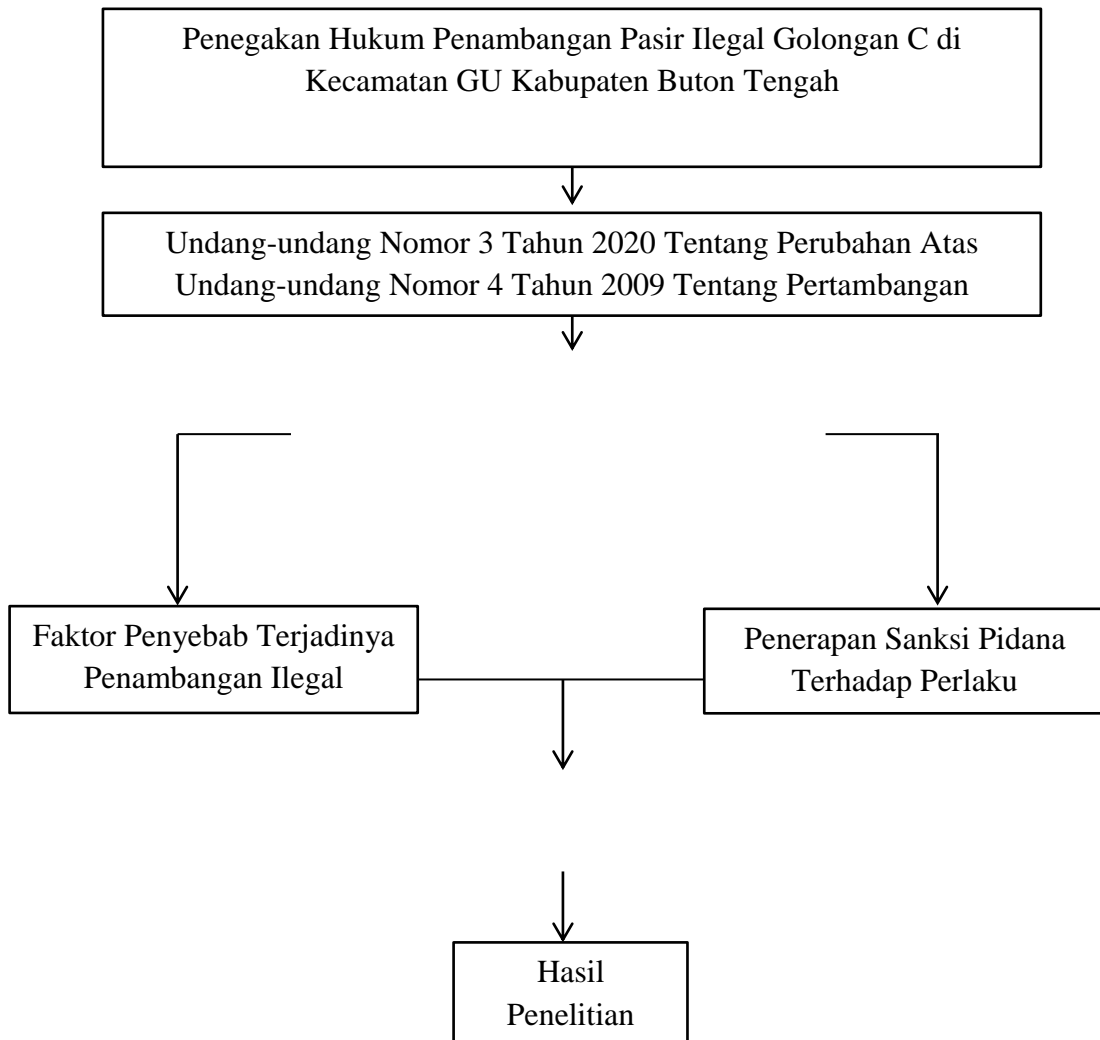 Penegakan Hukum Penambangan Pasir Ilegal Golongan C di
Kecamatan GU Kabupaten Buton Tengah
Undang-undang Nomor 3 Tahun 2020 Tentang Perubahan Atas
Undang-undang Nomor 4 Tahun 2009 Tentang Pertambangan
Faktor Penyebab Terjadinya
Penambangan Ilegal
Penerapan Sanksi Pidana
Terhadap Perlaku
Hasil
Penelitian